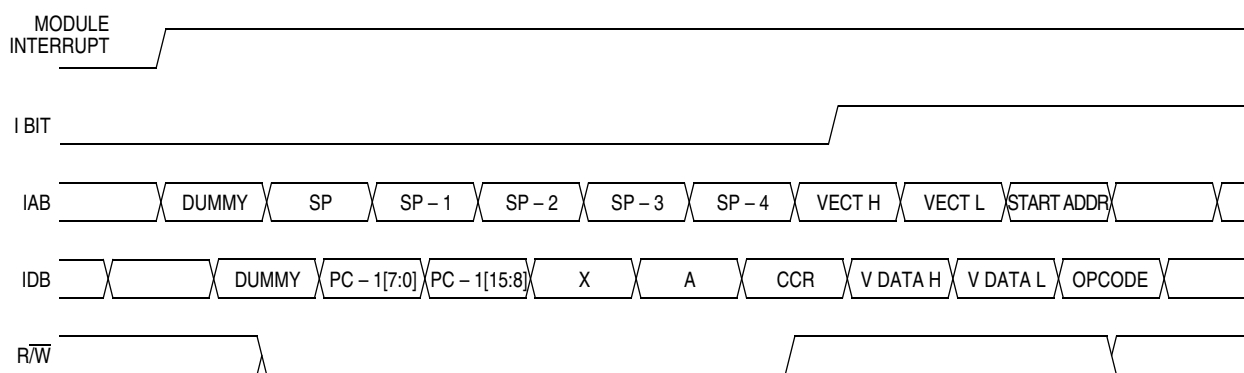 MODULE
INTERRUPT
I BIT
IAB DUMMY SP SP – 1 SP – 2 SP – 3 SP – 4 VECT H VECT L START ADDR
IDB DUMMY PC – 1[7:0] PC – 1[15:8] X A CCR V DATA H V DATA L OPCODE
R/W̅